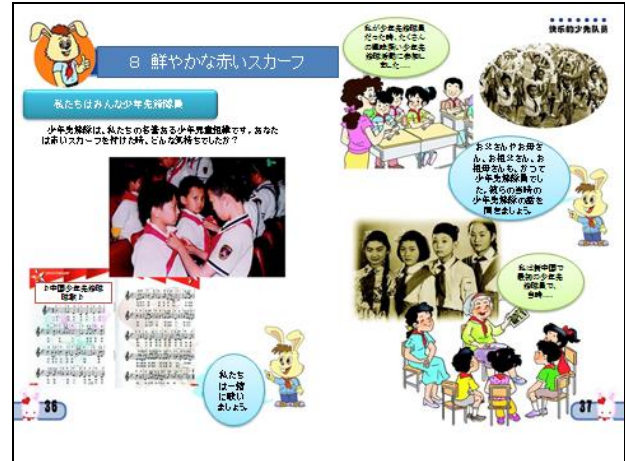 8 鮮やかな赤いスカーフ
私たちはみんな少年先鋒隊員
少年先鋒隊は、私たちの名誉ある少年児童組織です。あなた
は赤いスカーフを付けた時、どんな気持ちでしたか？
♪中国少年先鋒隊
隊歌♪
私たち
は一緒
に歌い
ましょう。
36
快乐的少先队员
私が少年先鋒隊員
だった時、たくさん
の興味深い少年先
鋒隊活動に参加し
ました....
お父さんやお母さ
ん、お祖父さん、お
祖母さんも、かつて
少年先鋒隊員でし
た。彼らの当時の
少年先鋒隊の話を
聞きましょう。
私は新中国で
最初の少年先
鋒隊員で、
当時....
37